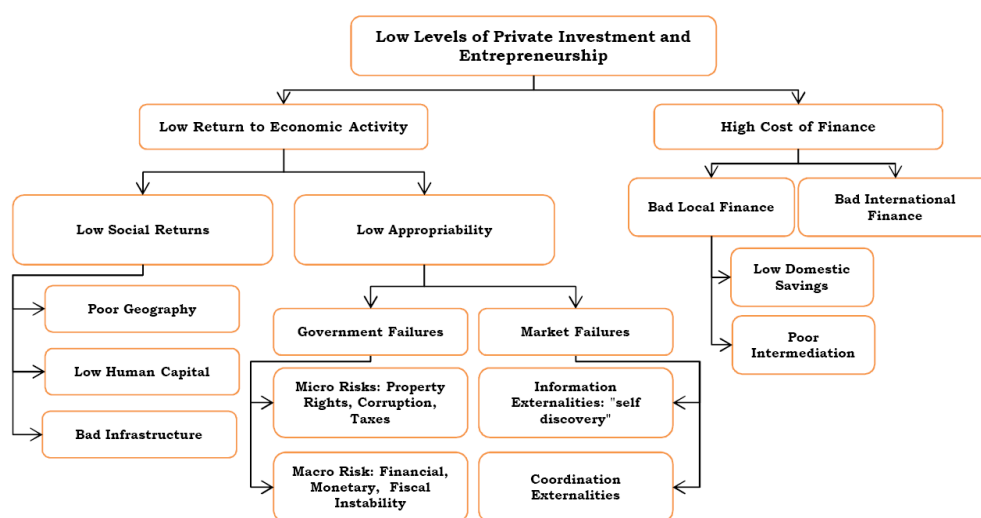 Low Levels of Private Investment and
Entrepreneurship
Low Return to Economic Activity
High Cost of Finance
Low Social Returns
Low Appropriability
Bad Local Finance
Bad International
Finance
Poor Geography
Low Human Capital
Bad Infrastructure
Government Failures
Market Failures
Micro Risks: Property
Rights, Corruption,
Taxes
Macro Risk: Financial,
Monetary, Fiscal
Instability
Information
Externalities: "self
discovery"
Coordination
Externalities
Low Domestic
Savings
Poor
Intermediation